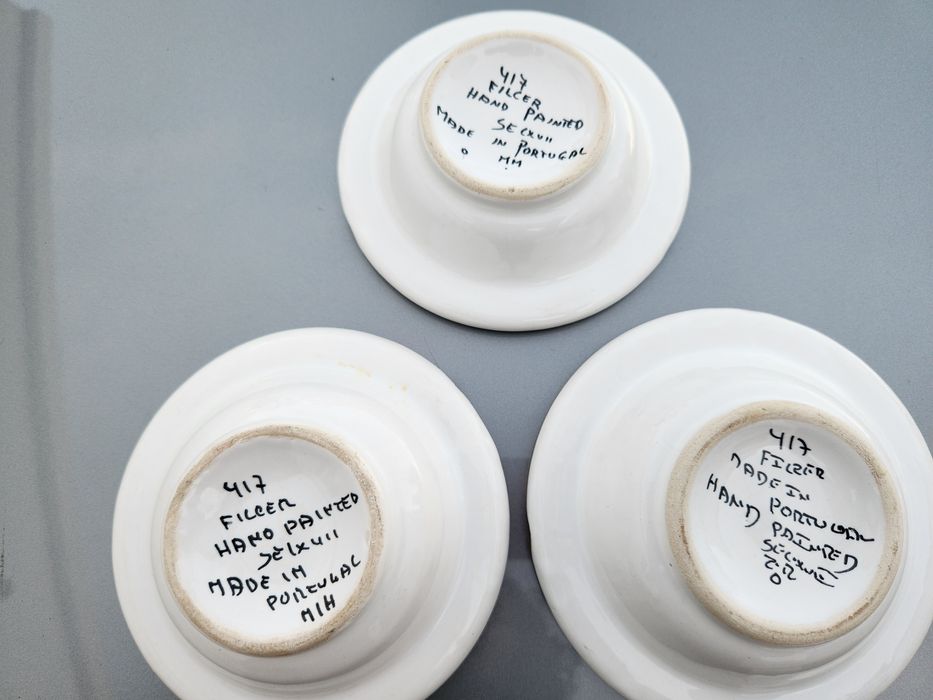 417
FILCER
HAND PAINTED
SECXVII
MADE IN PORTUGAL
O MM
417
FILCER
HAND PAINTED
SECXVII
MADE IN
PORTUGAL
MIH
417
FILCER
MADE IN
PORTUGAL
HAND PAINTED
SECXVII
O